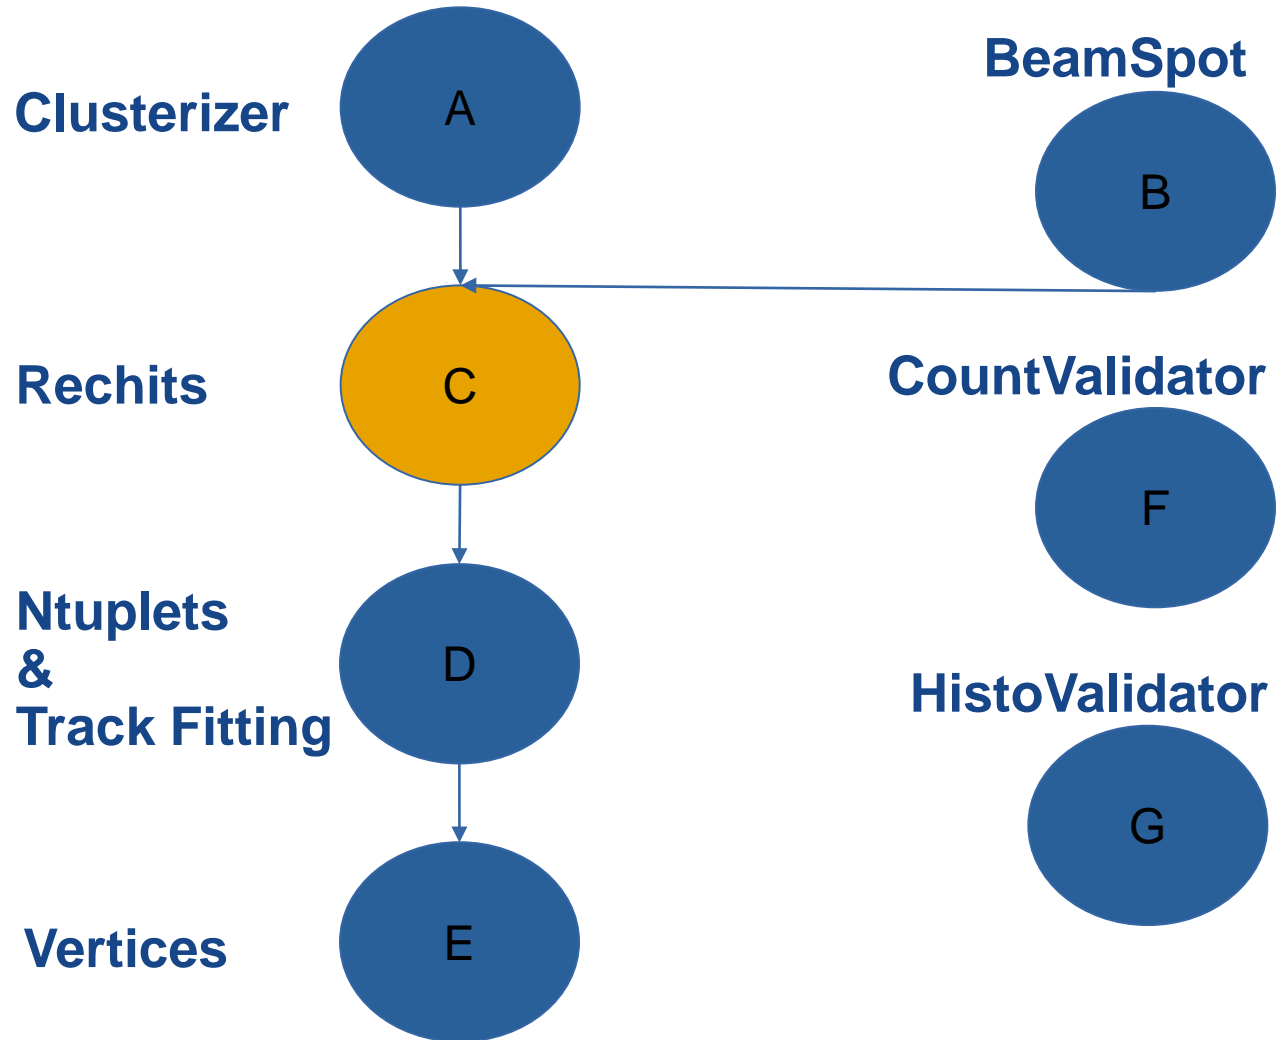 Clusterizer
A
BeamSpot
B
Rechits
C
CountValidator
F
Ntuplets
&
Track Fitting
D
HistoValidator
G
Vertices
E